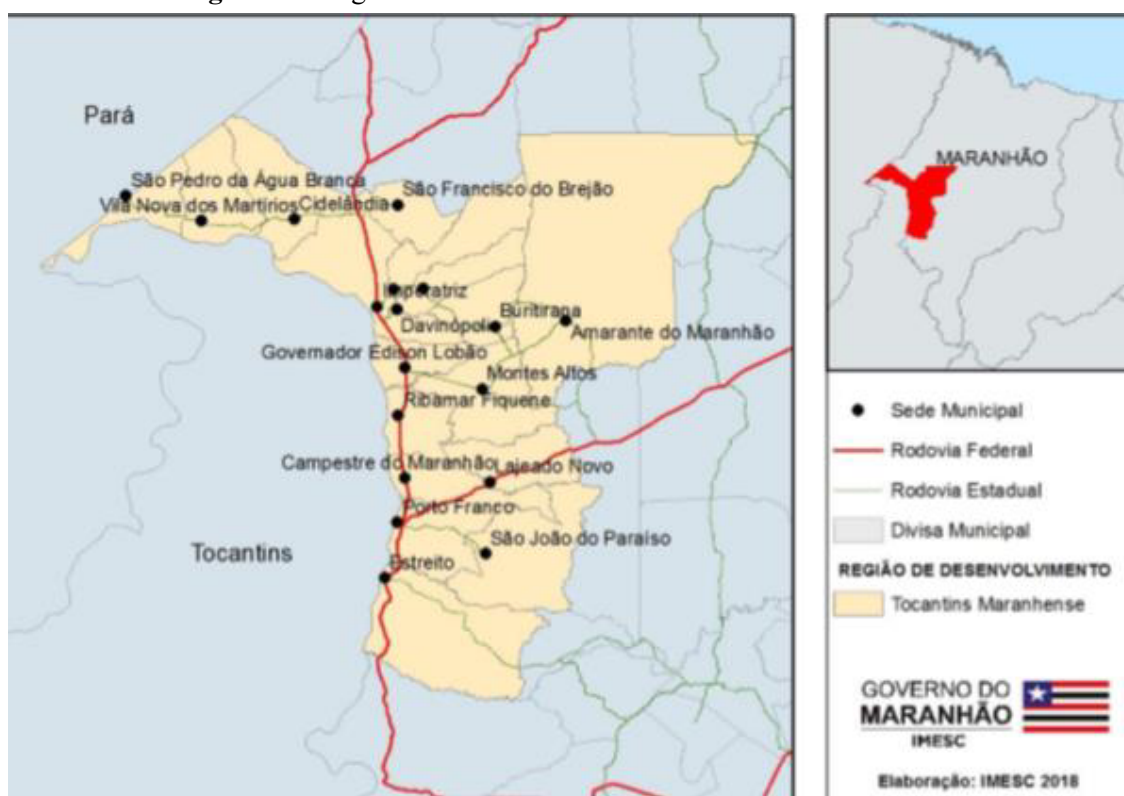 Pará
São Pedro da Água Branca
São Francisco do Brejão
Vila Nova dos Martírios
Cidelândia
Imperatriz
Davinópolis
Buritirana
Amarante do Maranhão
Governador Edison Lobão
Montes Altos
Ribamar Fiquene
Campestre do Maranhão
Lajeado Novo
Porto Franco
São João do Paraíso
Tocantins
Estreito
MARANHÃO
Sede Municipal
Rodovia Federal
Rodovia Estadual
Divisa Municipal
REGIÃO DE DESENVOLVIMENTO
Tocantins Maranhense
GOVERNO DO
MARANHÃO
IMESC
Elaboração: IMESC 2018